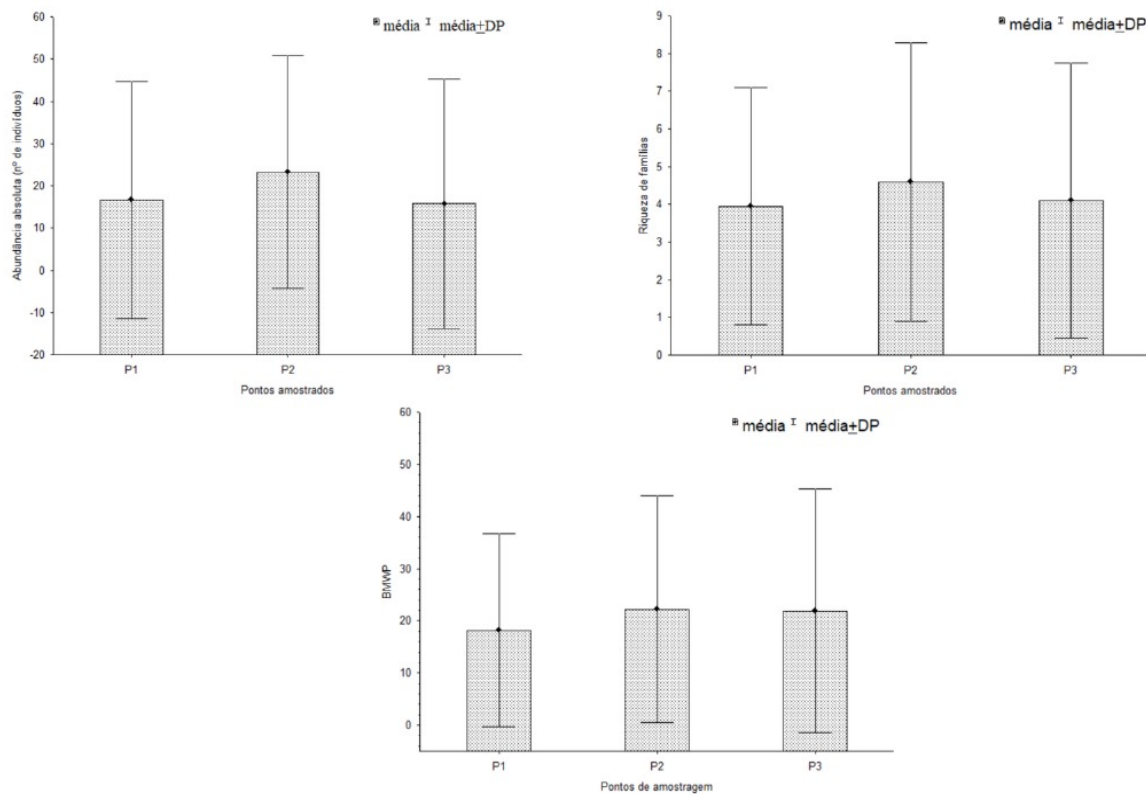 média média±DP
Abundância absoluta (nº de indivíduos)
60
50
40
30
20
10
0
-10
-20
P1 P2 P3
Pontos amostrados
média média±DP
Riqueza de famílias
9
8
7
6
5
4
3
2
1
0
P1 P2 P3
Pontos amostrados
média média±DP
BMWP
60
50
40
30
20
10
0
P1 P2 P3
Pontos de amostragem